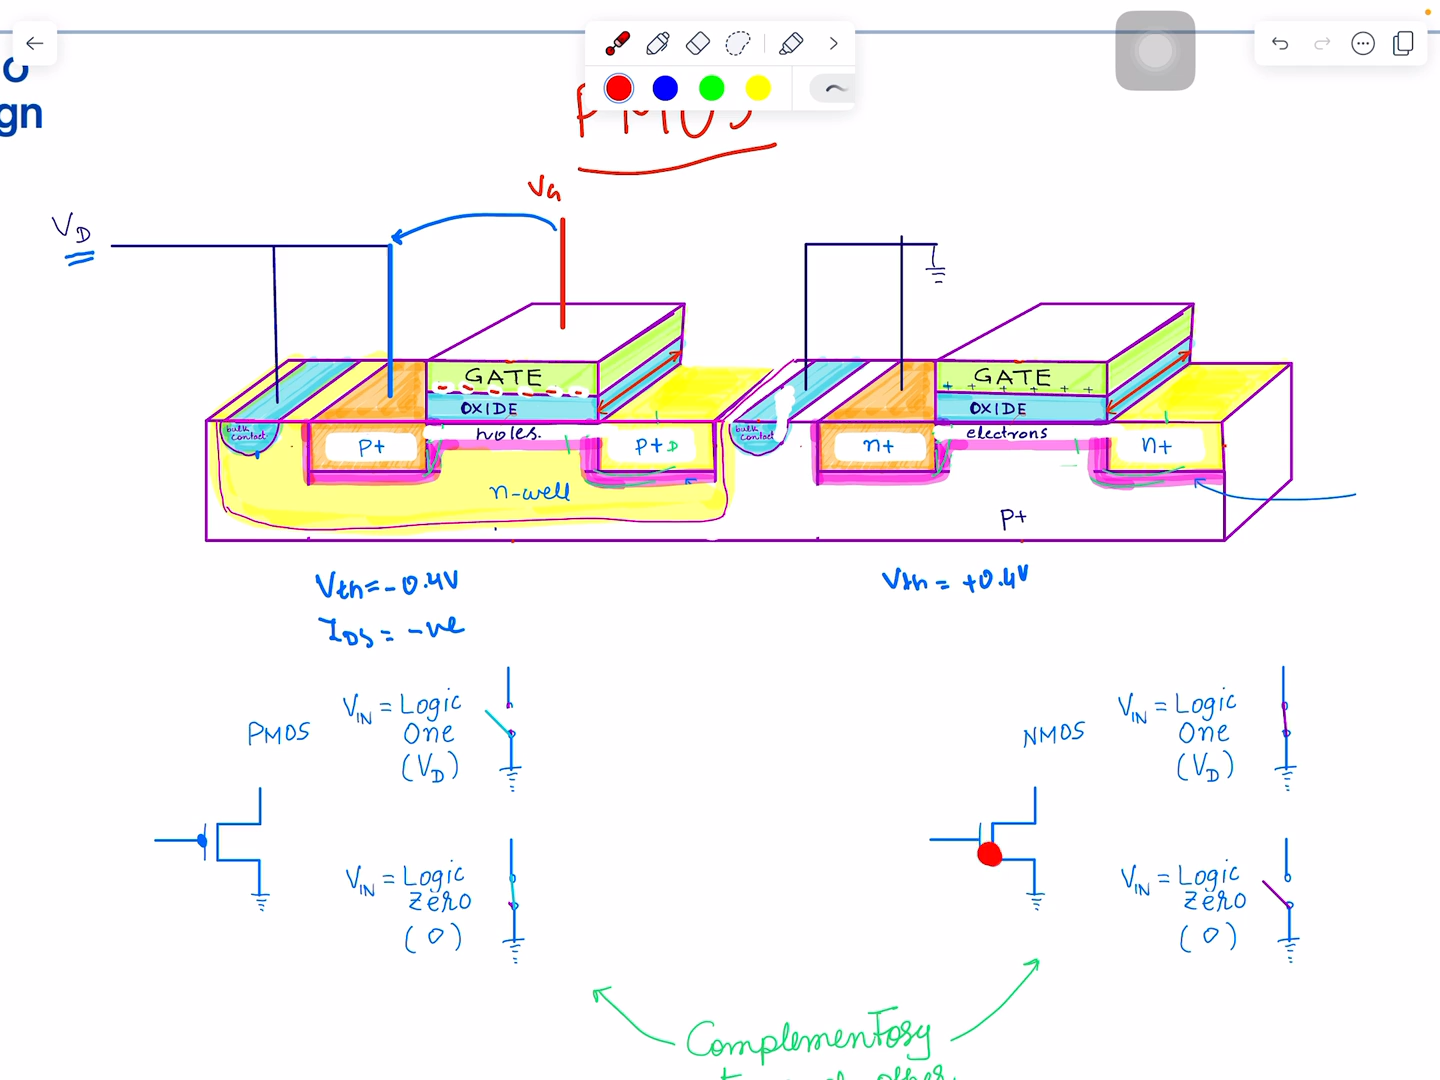 gn
PMOS
VG
VD
GATE
OXIDE
holes.
bulk
contact
P+
P+ D
n-well
GATE
OXIDE
electrons
bulk
contact
n+
n+
P+
Vth = -0.4V
IDS = -ve
Vth = +0.4V
PMOS
VIN = Logic
One
(VD)
VIN = Logic
Zero
(0)
NMOS
VIN = Logic
One
(VD)
VIN = Logic
Zero
(0)
Complementosy